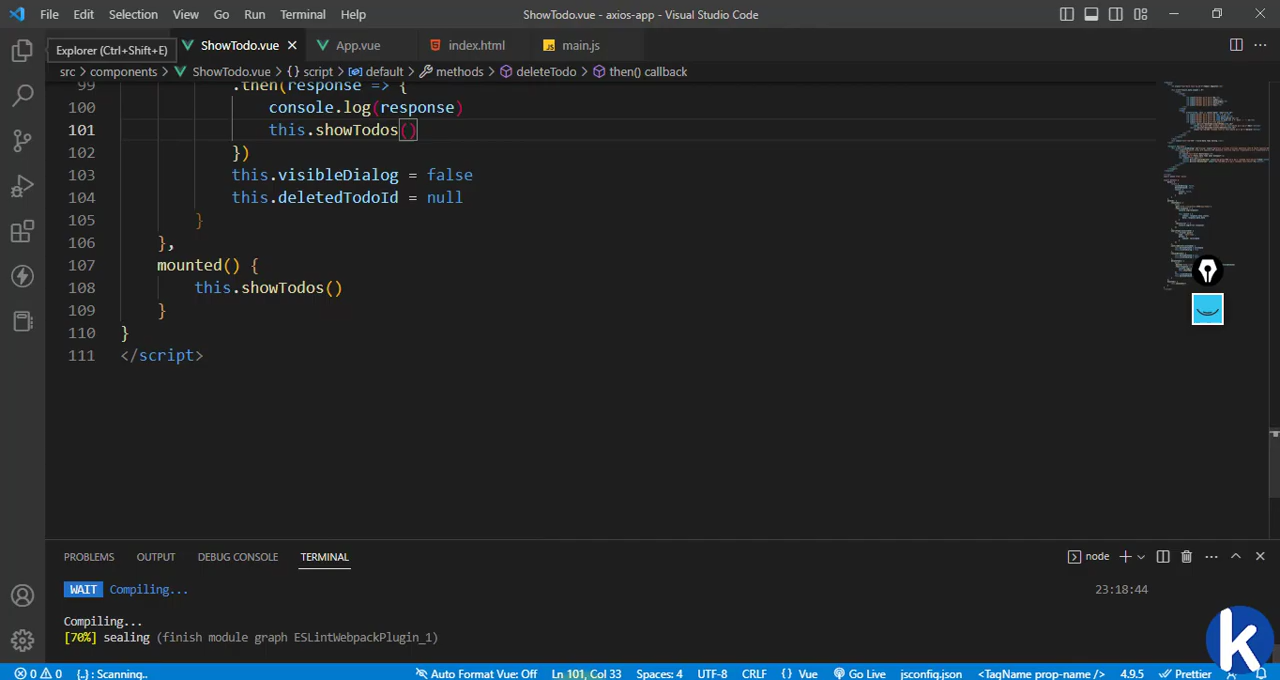 File Edit Selection View Go Run Terminal Help ShowTodo.vue - axios-app - Visual Studio Code
Explorer (Ctrl+Shift+E) ShowTodo.vue App.vue index.html main.js
src > components > ShowTodo.vue > {} script > default > methods > deleteTodo > then() callback
99 .then(response => {
100 console.log(response)
101 this.showTodos()
102 })
103 this.visibleDialog = false
104 this.deletedTodoId = null
105 }
106 },
107 mounted() {
108 this.showTodos()
109 }
110 }
111 </script>
PROBLEMS OUTPUT DEBUG CONSOLE TERMINAL node
WAIT Compiling... 23:18:44
Compiling...
[70%] sealing (finish module graph ESLintWebpackPlugin_1)
k
0 0 {..} : Scanning.. Auto Format Vue: Off Ln 101, Col 33 Spaces: 4 UTF-8 CRLF {} Vue Go Live jsconfig.json <TagName prop-name /> 4.9.5 Prettier